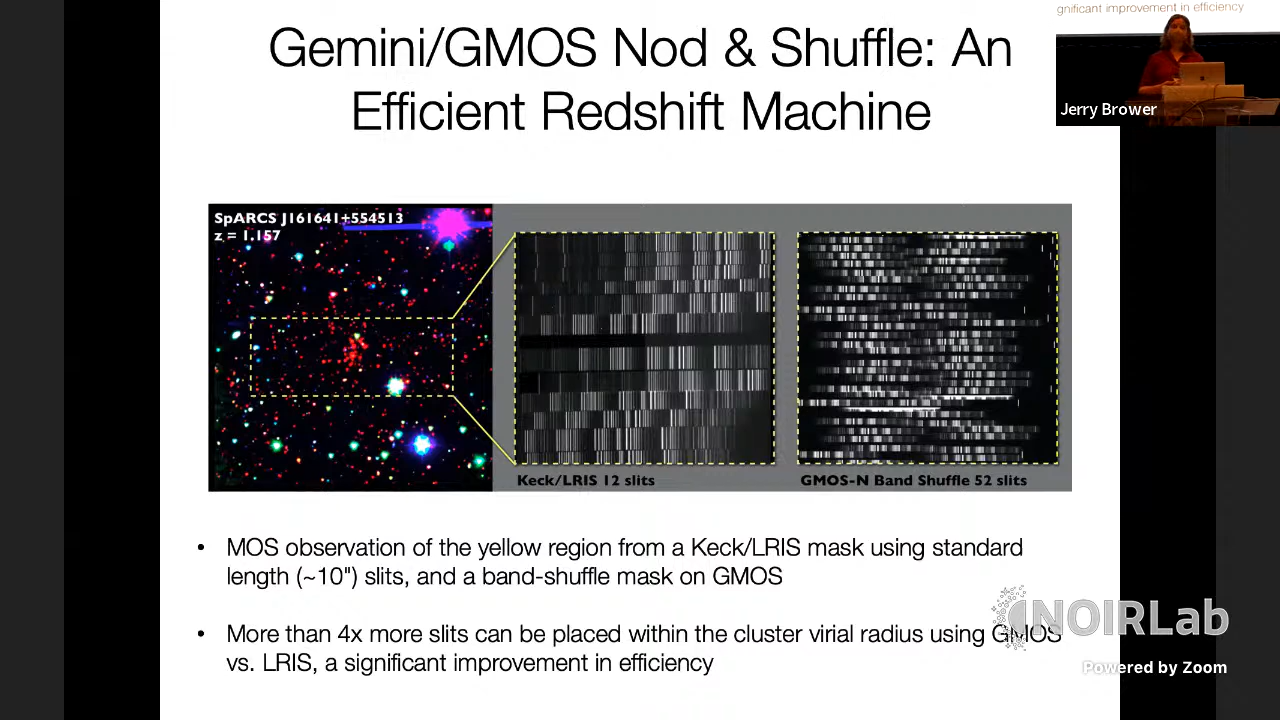 Gemini/GMOS Nod & Shuffle: An
Efficient Redshift Machine
gnificant improvement in efficiency
Jerry Brower
SpARCS J161641+554513
z = 1.157
Keck/LRIS 12 slits
GMOS-N Band Shuffle 52 slits
• MOS observation of the yellow region from a Keck/LRIS mask using standard
length (~10") slits, and a band-shuffle mask on GMOS
• More than 4x more slits can be placed within the cluster virial radius using GMOS
vs. LRIS, a significant improvement in efficiency
NOIRLab
Powered by Zoom